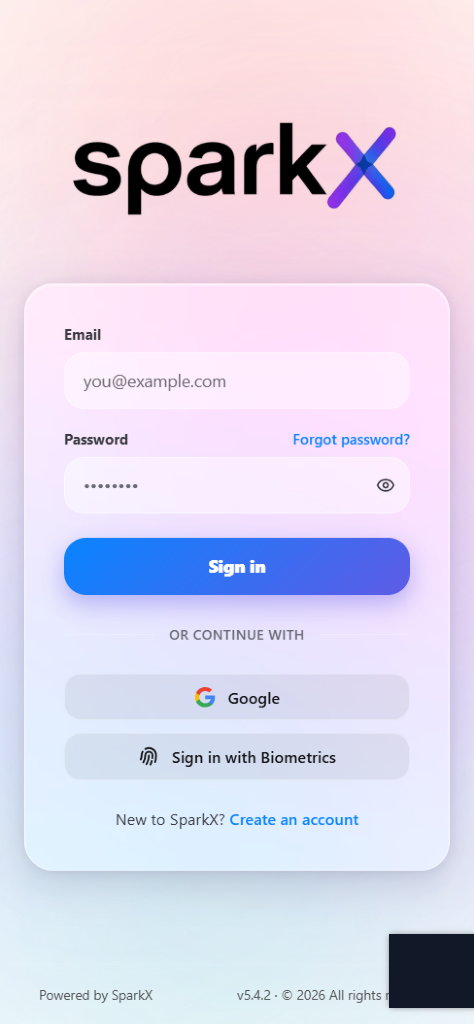 sparkX
Email
you@example.com
Password
Forgot password?
••••••••
Sign in
OR CONTINUE WITH
Google
Sign in with Biometrics
New to SparkX? Create an account
Powered by SparkX
v5.4.2 · © 2026 All rights